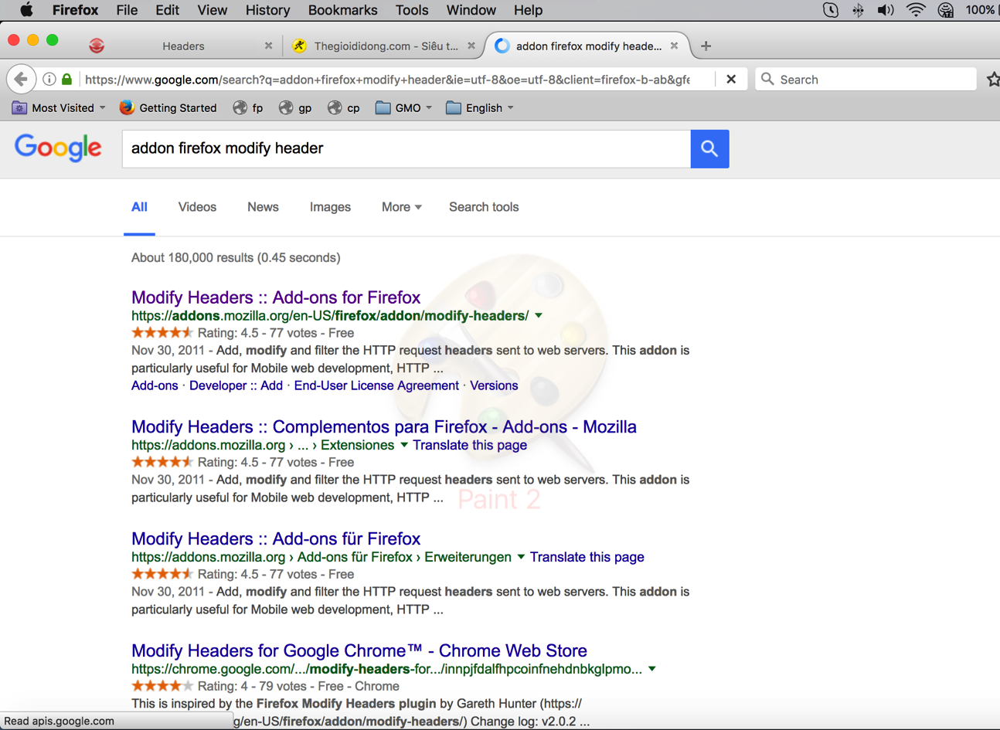 Firefox File Edit View History Bookmarks Tools Window Help 100%
Headers Thegioididong.com - Siêu t... addon firefox modify heade...
https://www.google.com/search?q=addon+firefox+modify+header&ie=utf-8&oe=utf-8&client=firefox-b-ab&gfe Search
Most Visited Getting Started fp gp cp GMO English
Google addon firefox modify header
All Videos News Images More Search tools
About 180,000 results (0.45 seconds)
Modify Headers :: Add-ons for Firefox
https://addons.mozilla.org/en-US/firefox/addon/modify-headers/
Rating: 4.5 - 77 votes - Free
Nov 30, 2011 - Add, modify and filter the HTTP request headers sent to web servers. This addon is
particularly useful for Mobile web development, HTTP ...
Add-ons · Developer :: Add · End-User License Agreement · Versions
Modify Headers :: Complementos para Firefox - Add-ons - Mozilla
https://addons.mozilla.org › ... › Extensiones Translate this page
Rating: 4.5 - 77 votes - Free
Nov 30, 2011 - Add, modify and filter the HTTP request headers sent to web servers. This addon is
particularly useful for Mobile web development, HTTP ...
Paint 2
Modify Headers :: Add-ons für Firefox
https://addons.mozilla.org › Add-ons für Firefox › Erweiterungen Translate this page
Rating: 4.5 - 77 votes - Free
Nov 30, 2011 - Add, modify and filter the HTTP request headers sent to web servers. This addon is
particularly useful for Mobile web development, HTTP ...
Modify Headers for Google Chrome™ - Chrome Web Store
https://chrome.google.com/.../modify-headers-for.../innpjfdalfhpcoinfnehdnbkglpmo...
Rating: 4 - 79 votes - Free - Chrome
This is inspired by the Firefox Modify Headers plugin by Gareth Hunter (https://
Read apis.google.com g/en-US/firefox/addon/modify-headers/) Change log: v2.0.2 ...